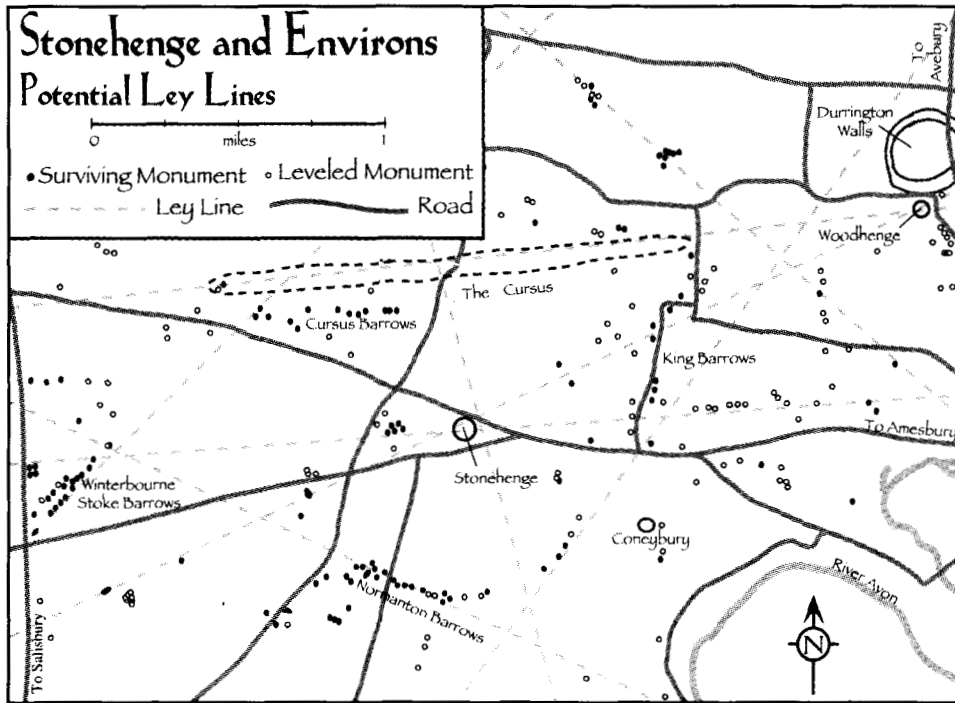 Stonehenge and Environs
Potential Ley Lines
0 miles 1
Surviving Monument
Leveled Monument
Ley Line
Road
To
Avebury
Durrington
Walls
Woodhenge
The Cursus
Cursus Barrows
King Barrows
To Amesbury
Stonehenge
Winterbourne
Stoke Barrows
Coneybury
River Avon
Normanton Barrows
To Salisbury
N